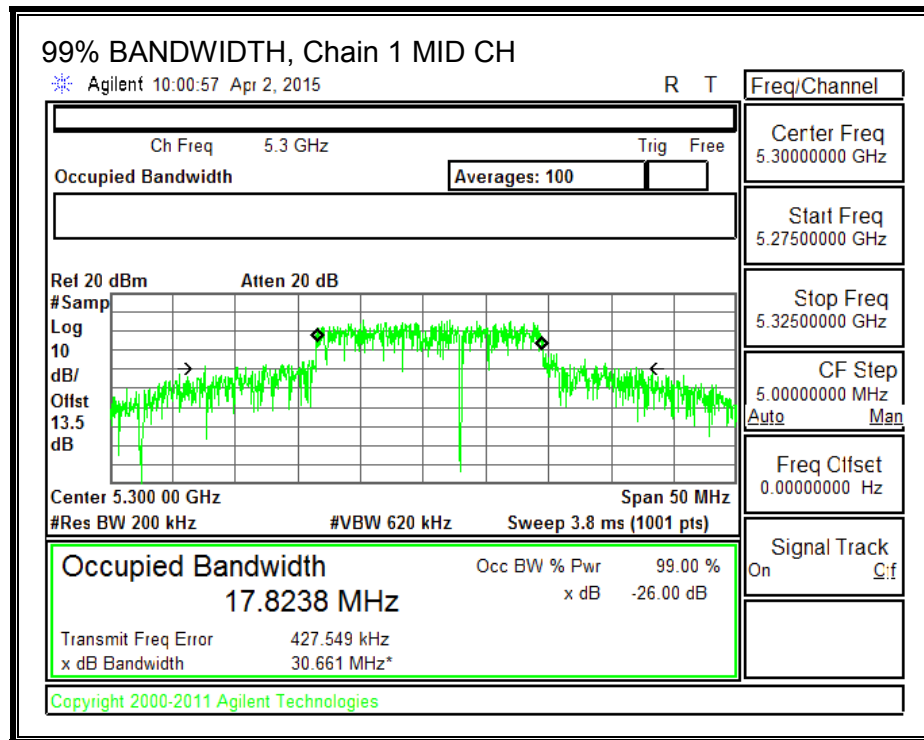 99% BANDWIDTH, Chain 1 MID CH
Agilent 10:00:57 Apr 2, 2015 R T
Freq/Channel
Ch Freq 5.3 GHz Trig Free
Occupied Bandwidth Averages: 100
Ref 20 dBm Atten 20 dB
#Samp
Log
10
dB/
Offst
13.5
dB
Center 5.300 00 GHz Span 50 MHz
#Res BW 200 kHz #VBW 620 kHz Sweep 3.8 ms (1001 pts)
Occupied Bandwidth Occ BW % Pwr 99.00 %
17.8238 MHz x dB -26.00 dB
Transmit Freq Error 427.549 kHz
x dB Bandwidth 30.661 MHz*
Copyright 2000-2011 Agilent Technologies
Center Freq
5.30000000 GHz
Start Freq
5.27500000 GHz
Stop Freq
5.32500000 GHz
CF Step
5.00000000 MHz
Auto Man
Freq Offset
0.00000000 Hz
Signal Track
On Off